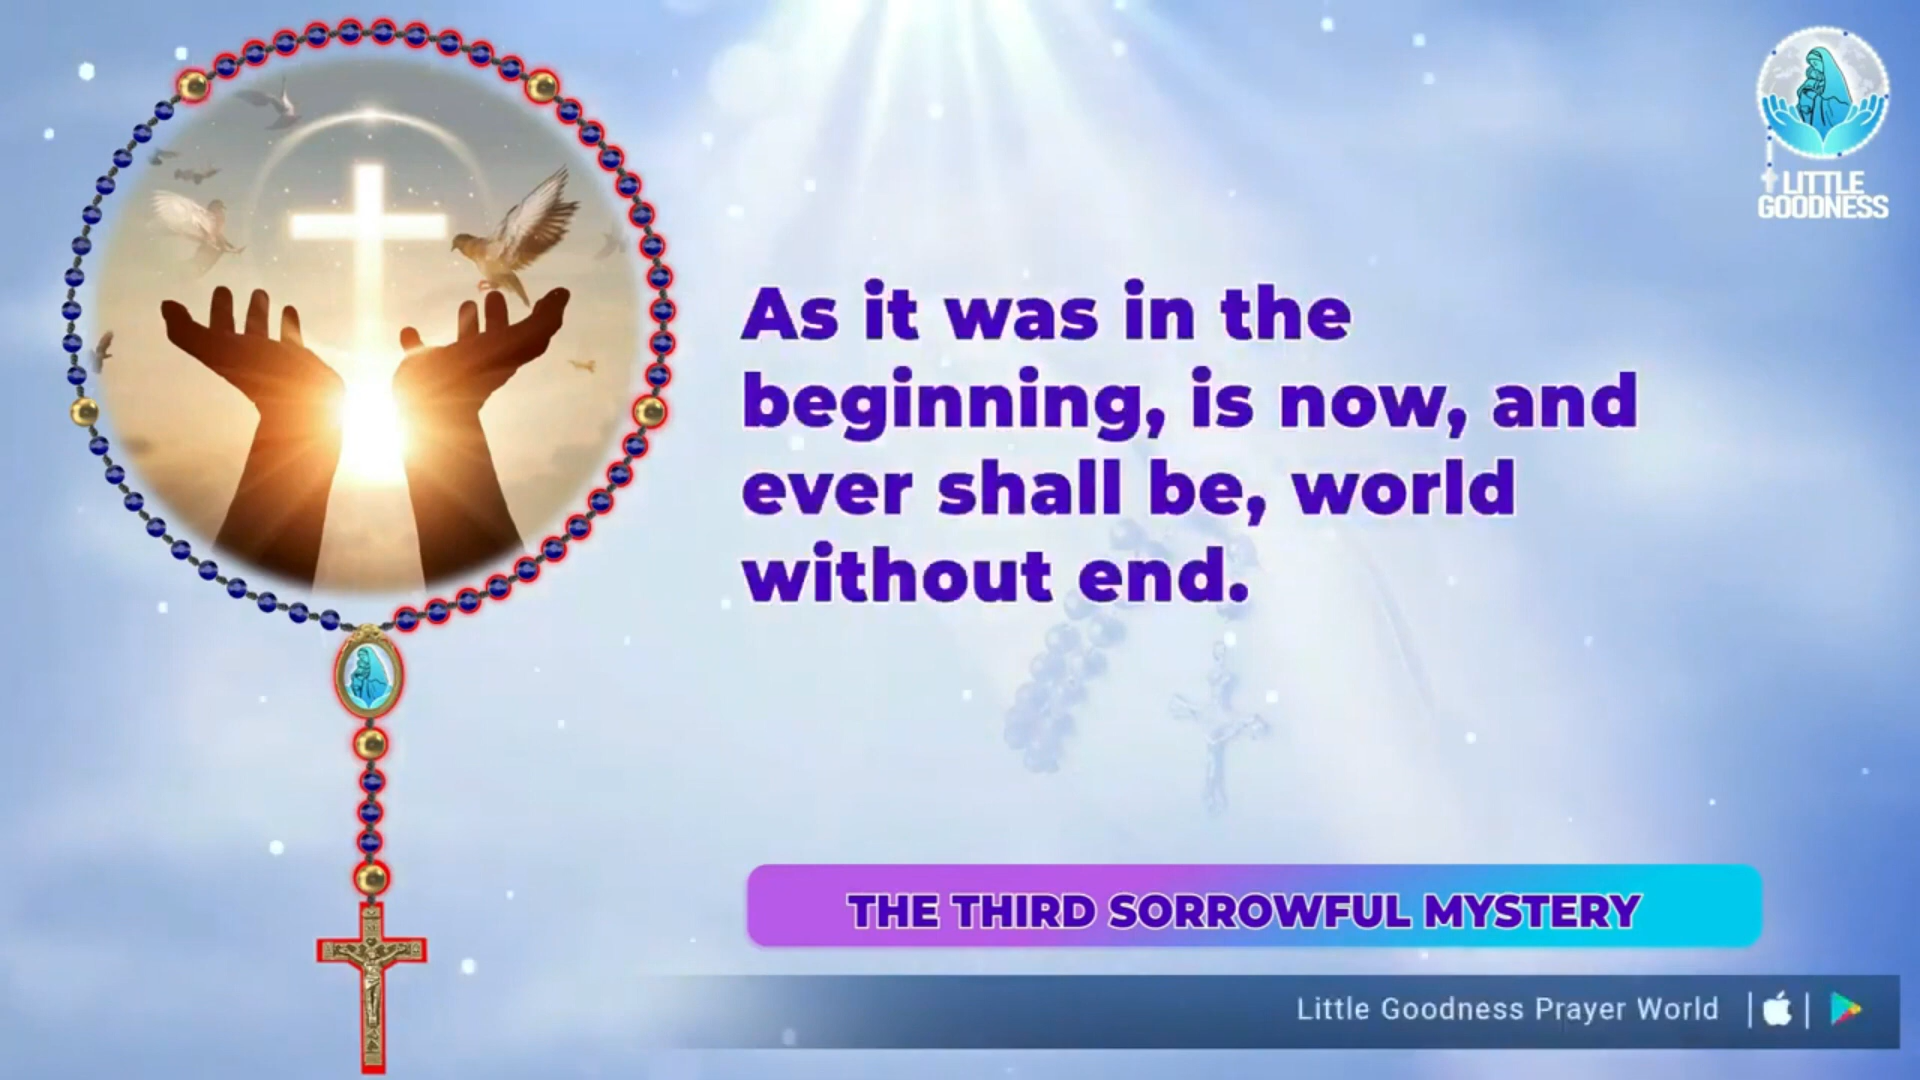 LITTLE
GOODNESS
As it was in the
beginning, is now, and
ever shall be, world
without end.
THE THIRD SORROWFUL MYSTERY
Little Goodness Prayer World